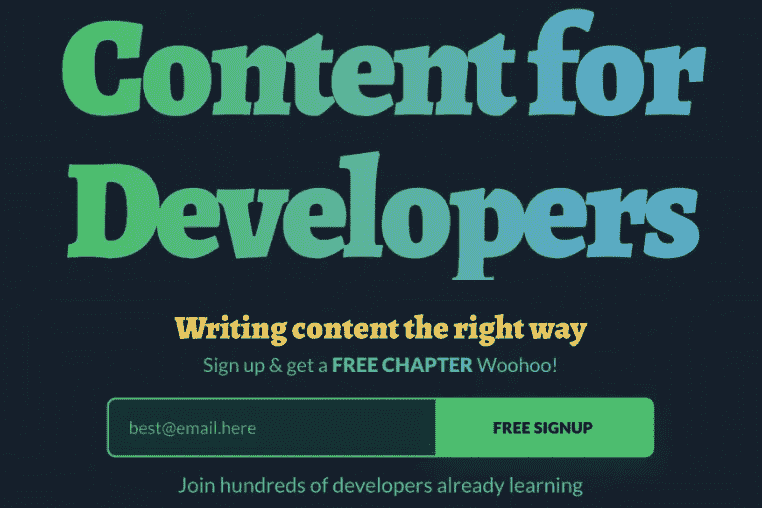 Content for
Developers
Writing content the right way
Sign up & get a FREE CHAPTER Woohoo!
best@email.here
FREE SIGNUP
Join hundreds of developers already learning